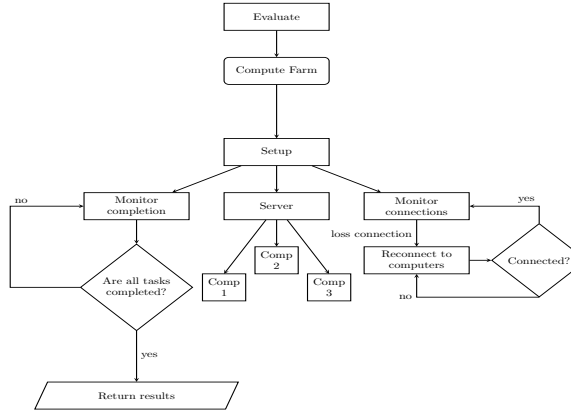 Evaluate
Compute Farm
Setup
no
Monitor
completion
Server
Monitor
connections
yes
loss connection
Comp
1
Comp
2
Comp
3
Reconnect to
computers
Connected?
no
Are all tasks
completed?
yes
Return results